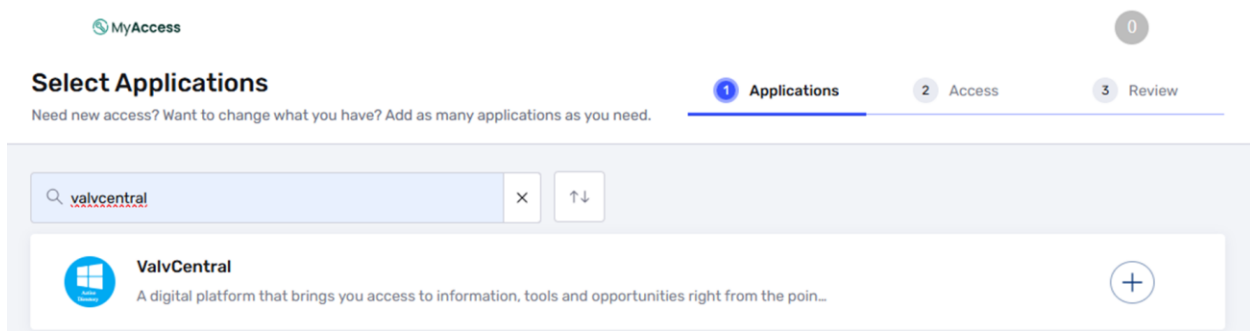 MyAccess
0
Select Applications
1 Applications 2 Access 3 Review
Need new access? Want to change what you have? Add as many applications as you need.
valvcentral
ValvCentral
A digital platform that brings you access to information, tools and opportunities right from the poin...
Active
Directory